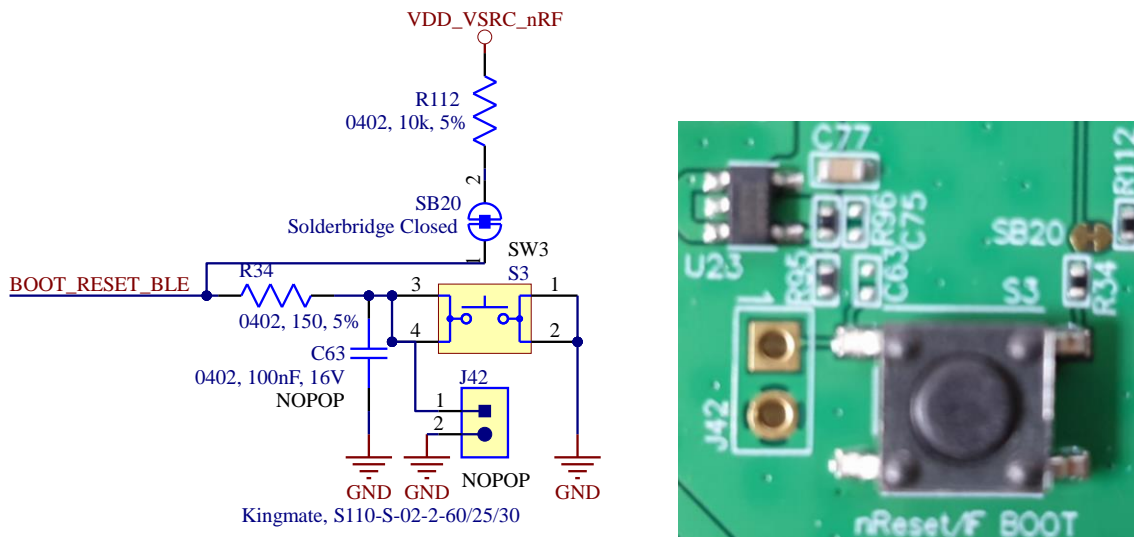 VDD_VSRC_nRF
R112
0402, 10k, 5%
2
SB20
Solderbridge Closed
1
SW3
S3
BOOT_RESET_BLE
R34
0402, 150, 5%
3
1
4
2
C63
0402, 100nF, 16V
NOPOP
J42
1
2
NOPOP
GND
GND
GND
Kingmate, S110-S-02-2-60/25/30
C77
R112
R96
C75
SB20
U23
R95
C63
R34
S3
1
J42
nReset/IF BOOT